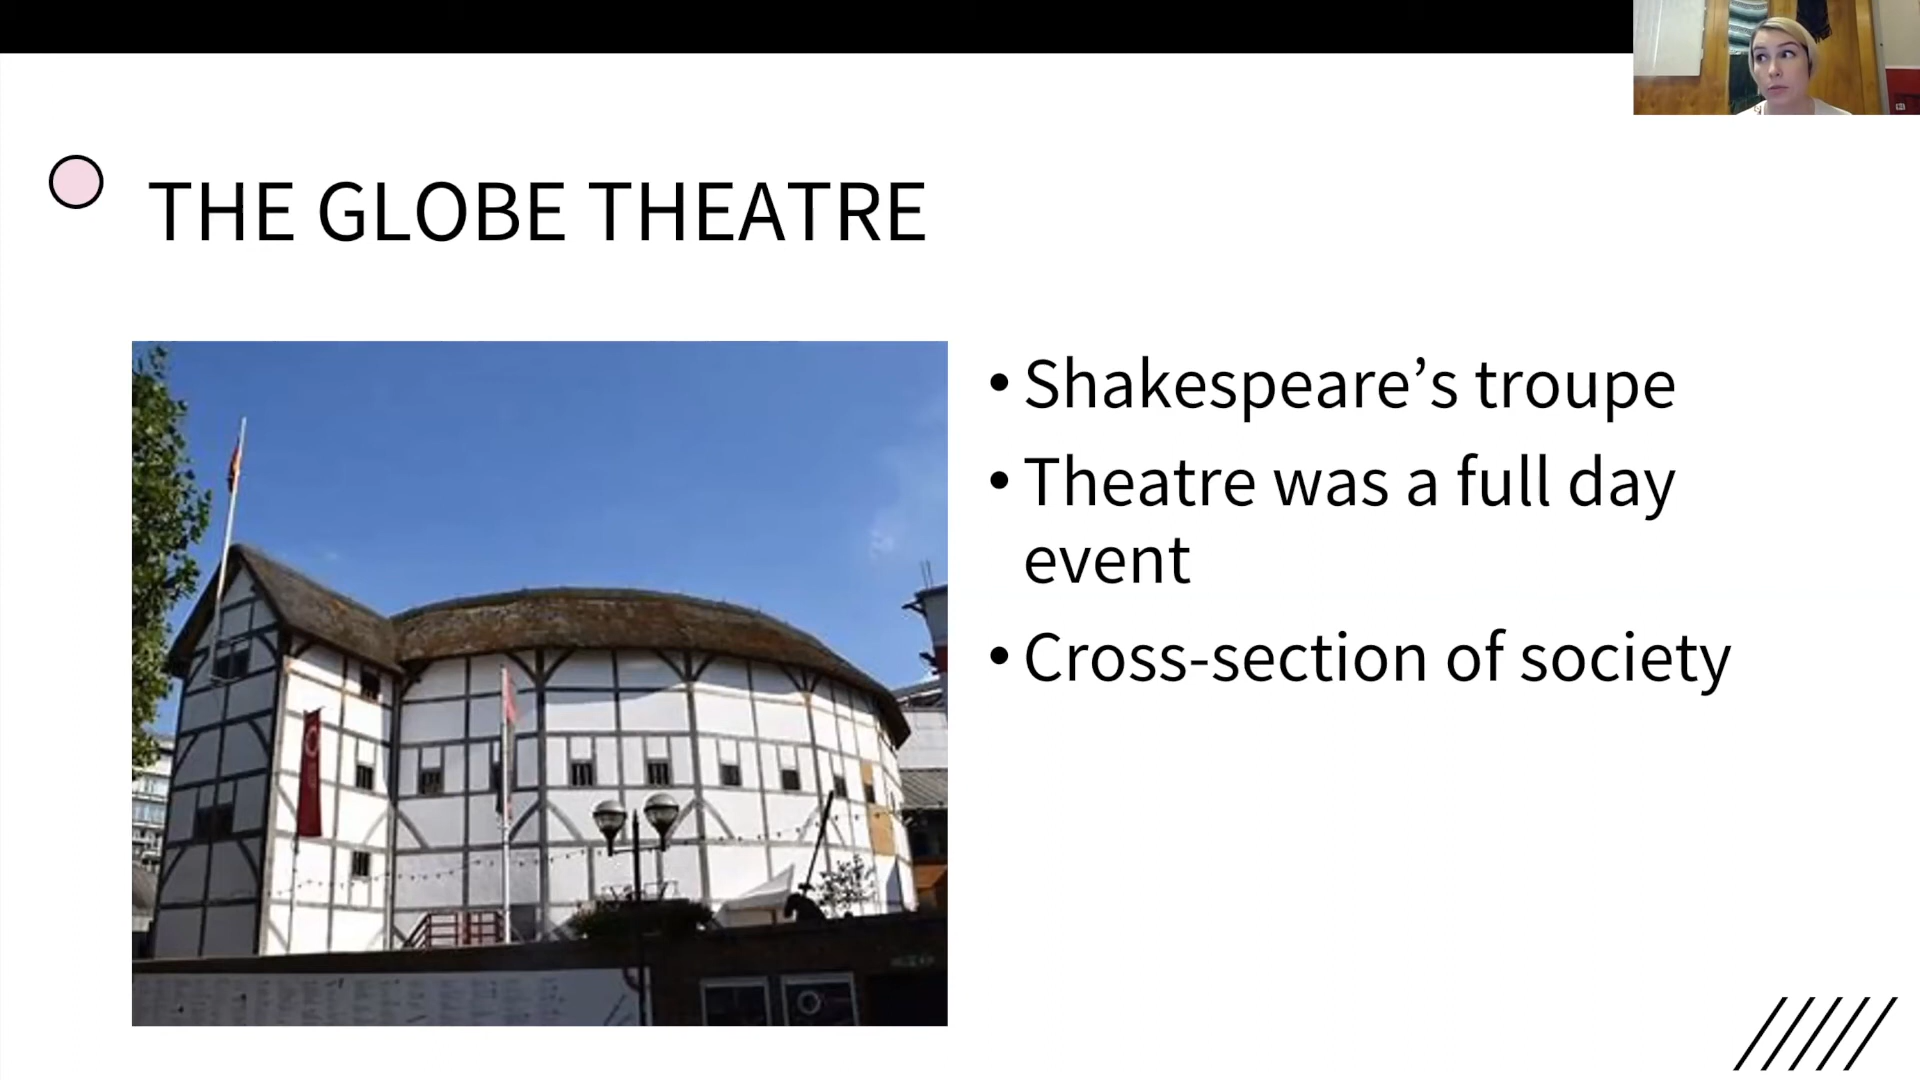 THE GLOBE THEATRE
• Shakespeare’s troupe
• Theatre was a full day
event
• Cross-section of society